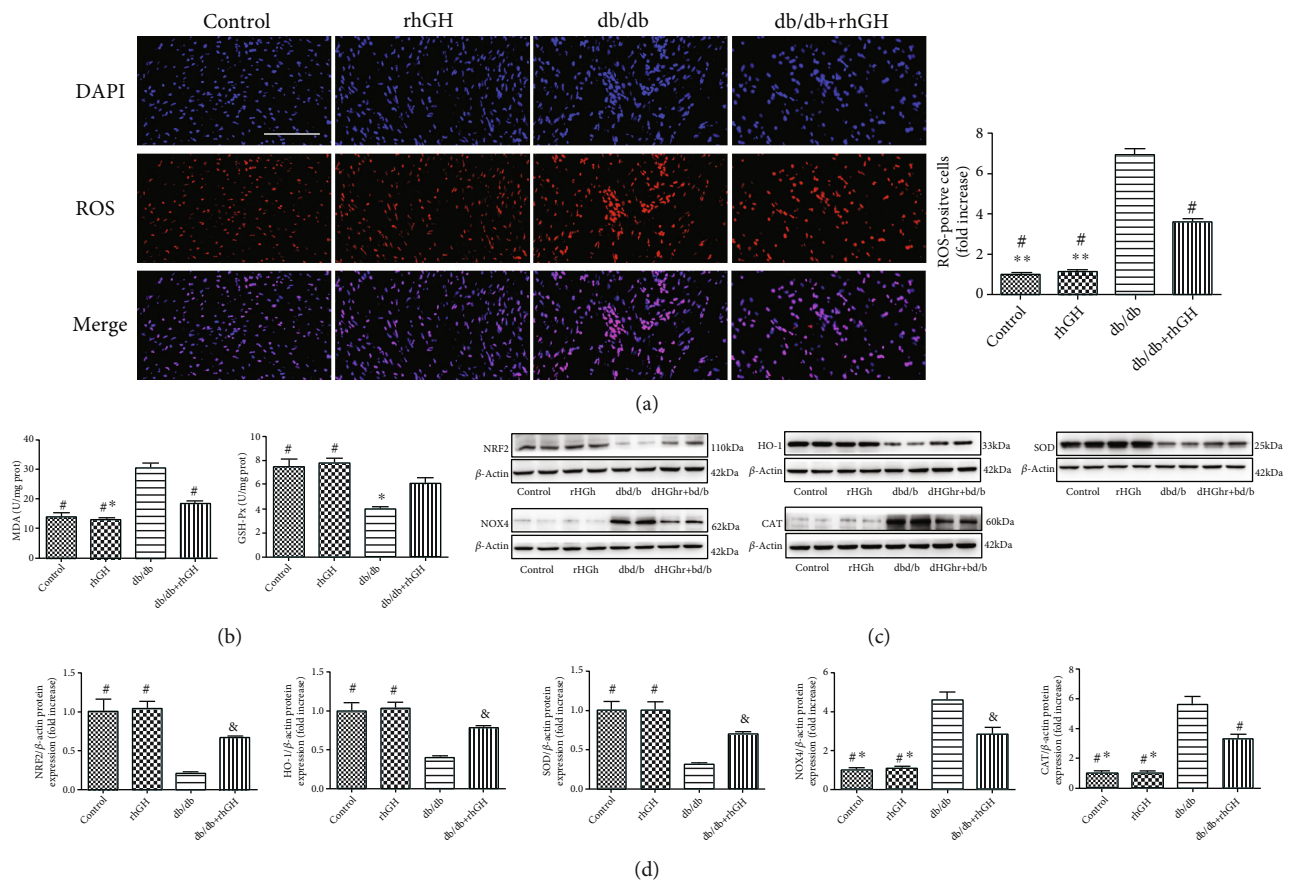 Control rhGH db/db db/db+rhGH
DAPI
ROS
Merge
ROS-positve cells
(fold increase)
8
6
4
2
0
#
**
#
**
#
Control
rhGH
db/db
db/db+rhGH
(a)
MDA (U/mg prot)
40
30
20
10
0
#
#*
#
Control
rhGH
db/db
db/db+rhGH
GSH-Px (U/mg prot)
10
8
6
4
2
0
#
#
*
Control
rhGH
db/db
db/db+rhGH
(b)
NRF2 110kDa
β-Actin 42kDa
Control rHGh dbd/b dHGhr+bd/b
HO-1 33kDa
β-Actin 42kDa
Control rHGh dbd/b dHGhr+bd/b
SOD 25kDa
β-Actin 42kDa
Control rHGh dbd/b dHGhr+bd/b
NOX4 62kDa
β-Actin 42kDa
Control rHGh dbd/b dHGhr+bd/b
CAT 60kDa
β-Actin 42kDa
Control rHGh dbd/b dHGhr+bd/b
(c)
NRF2/β-actin protein
expression (fold increase)
1.5
1.0
0.5
0.0
#
#
&
Control
rhGH
db/db
db/db+rhGH
HO-1/β-actin protein
expression (fold increase)
1.5
1.0
0.5
0.0
#
#
&
Control
rhGH
db/db
db/db+rhGH
SOD/β-actin protein
expression (fold increase)
1.5
1.0
0.5
0.0
#
#
&
Control
rhGH
db/db
db/db+rhGH
NOX4/β-actin protein
expression (fold increase)
6
4
2
0
#*
#*
&
Control
rhGH
db/db
db/db+rhGH
CAT/β-actin protein
expression (fold increase)
8
6
4
2
0
#*
#*
#
Control
rhGH
db/db
db/db+rhGH
(d)